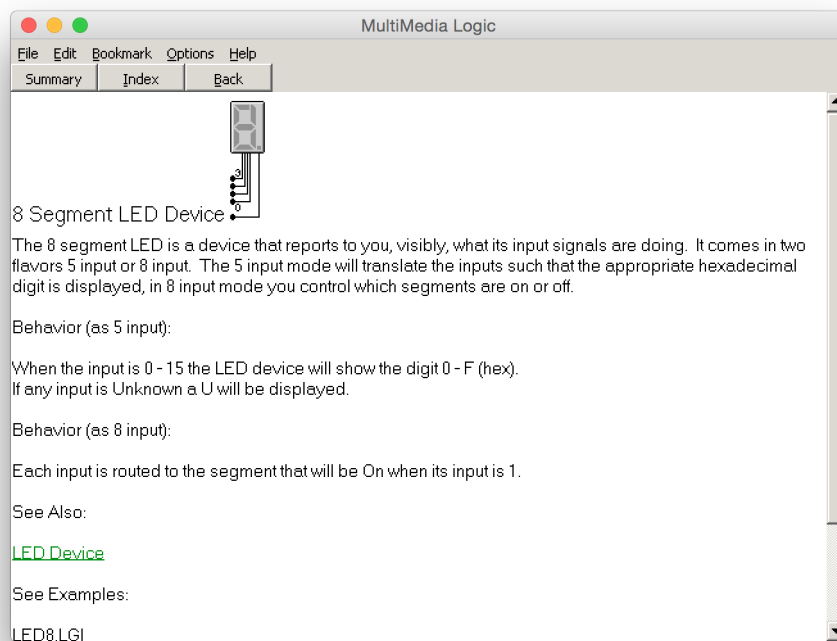 MultiMedia Logic
File Edit Bookmark Options Help
Summary Index Back
3
0
8 Segment LED Device
The 8 segment LED is a device that reports to you, visibly, what its input signals are doing. It comes in two
flavors 5 input or 8 input. The 5 input mode will translate the inputs such that the appropriate hexadecimal
digit is displayed, in 8 input mode you control which segments are on or off.
Behavior (as 5 input):
When the input is 0 - 15 the LED device will show the digit 0 - F (hex).
If any input is Unknown a U will be displayed.
Behavior (as 8 input):
Each input is routed to the segment that will be On when its input is 1.
See Also:
LED Device
See Examples:
LED8.LGI